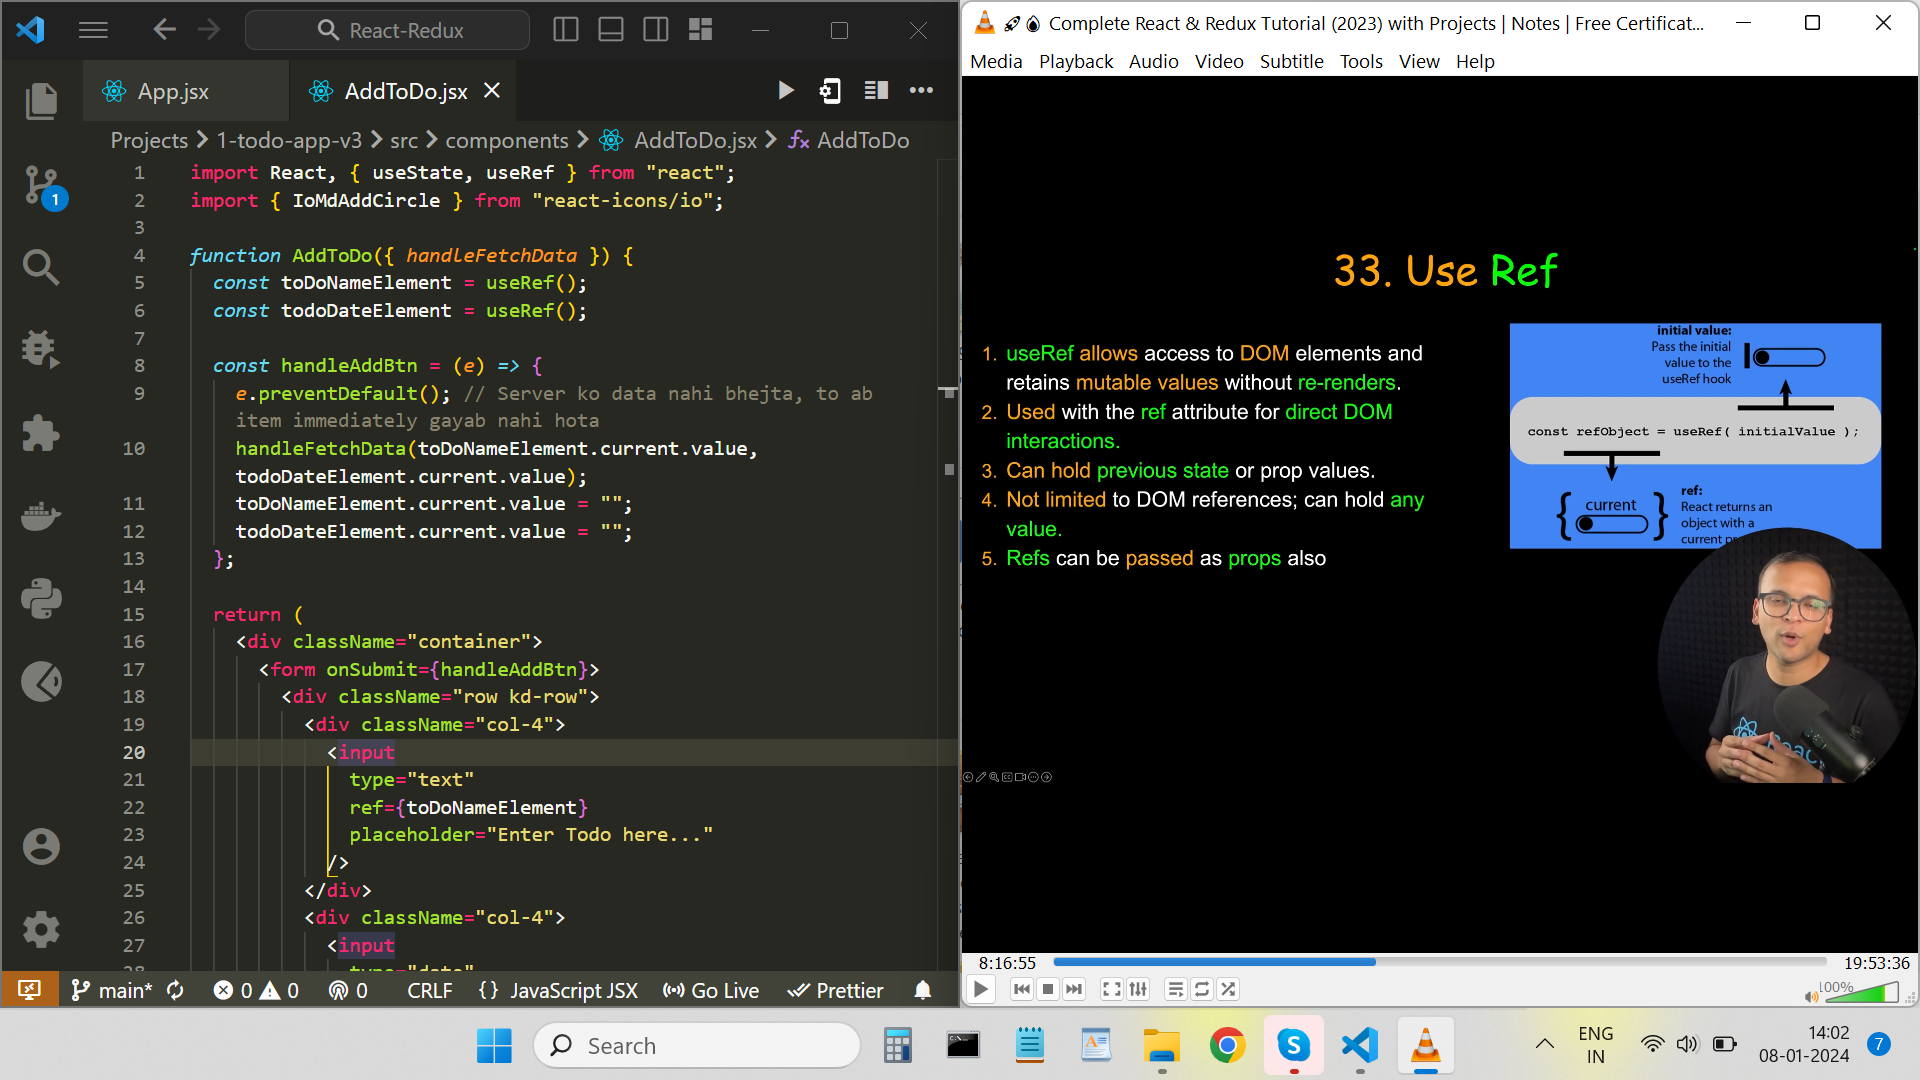 React-Redux
App.jsx
AddToDo.jsx
Projects > 1-todo-app-v3 > src > components > AddToDo.jsx > AddToDo
1 import React, { useState, useRef } from "react";
2 import { IoMdAddCircle } from "react-icons/io";
3
4 function AddToDo({ handleFetchData }) {
5 const toDoNameElement = useRef();
6 const todoDateElement = useRef();
7
8 const handleAddBtn = (e) => {
9 e.preventDefault(); // Server ko data nahi bhejta, to ab
item immediately gayab nahi hota
10 handleFetchData(toDoNameElement.current.value,
todoDateElement.current.value);
11 toDoNameElement.current.value = "";
12 todoDateElement.current.value = "";
13 };
14
15 return (
16 <div className="container">
17 <form onSubmit={handleAddBtn}>
18 <div className="row kd-row">
19 <div className="col-4">
20 <input
21 type="text"
22 ref={toDoNameElement}
23 placeholder="Enter Todo here..."
24 />
25 </div>
26 <div className="col-4">
27 <input
28 type="date"
1
main* 0 0 0 CRLF {} JavaScript JSX Go Live Prettier
Complete React & Redux Tutorial (2023) with Projects | Notes | Free Certificat...
Media Playback Audio Video Subtitle Tools View Help
33. Use Ref
1. useRef allows access to DOM elements and
retains mutable values without re-renders.
2. Used with the ref attribute for direct DOM
interactions.
3. Can hold previous state or prop values.
4. Not limited to DOM references; can hold any
value.
5. Refs can be passed as props also
initial value:
Pass the initial
value to the
useRef hook
const refObject = useRef( initialValue );
{ current }
ref:
React returns an
object with a
current
8:16:55
19:53:36
100%
Search
ENG
IN
14:02
08-01-2024
7